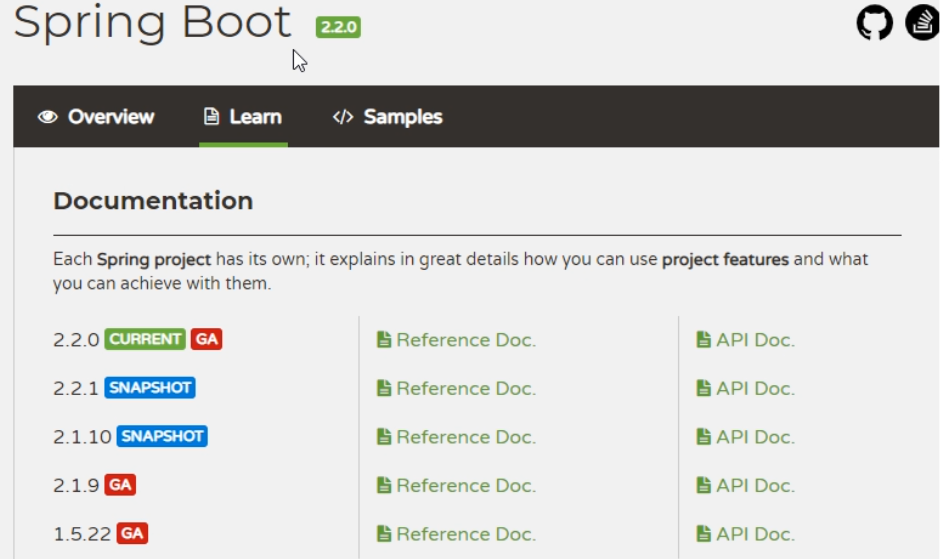 Spring Boot 2.2.0
Overview Learn Samples
Documentation
Each Spring project has its own; it explains in great details how you can use project features and what
you can achieve with them.
2.2.0 CURRENT GA Reference Doc. API Doc.
2.2.1 SNAPSHOT Reference Doc. API Doc.
2.1.10 SNAPSHOT Reference Doc. API Doc.
2.1.9 GA Reference Doc. API Doc.
1.5.22 GA Reference Doc. API Doc.